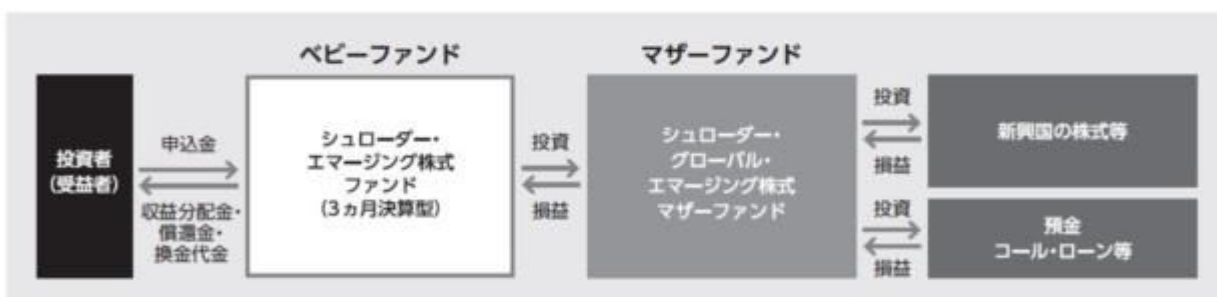 ベビーファンド
マザーファンド
投資者
(受益者)
申込金
収益分配金・
償還金・
換金代金
シュローダー・
エマージング株式
ファンド
(3ヵ月決算型)
投資
損益
シュローダー・
グローバル・
エマージング株式
マザーファンド
投資
損益
新興国の株式等
投資
損益
預金
コール・ローン等